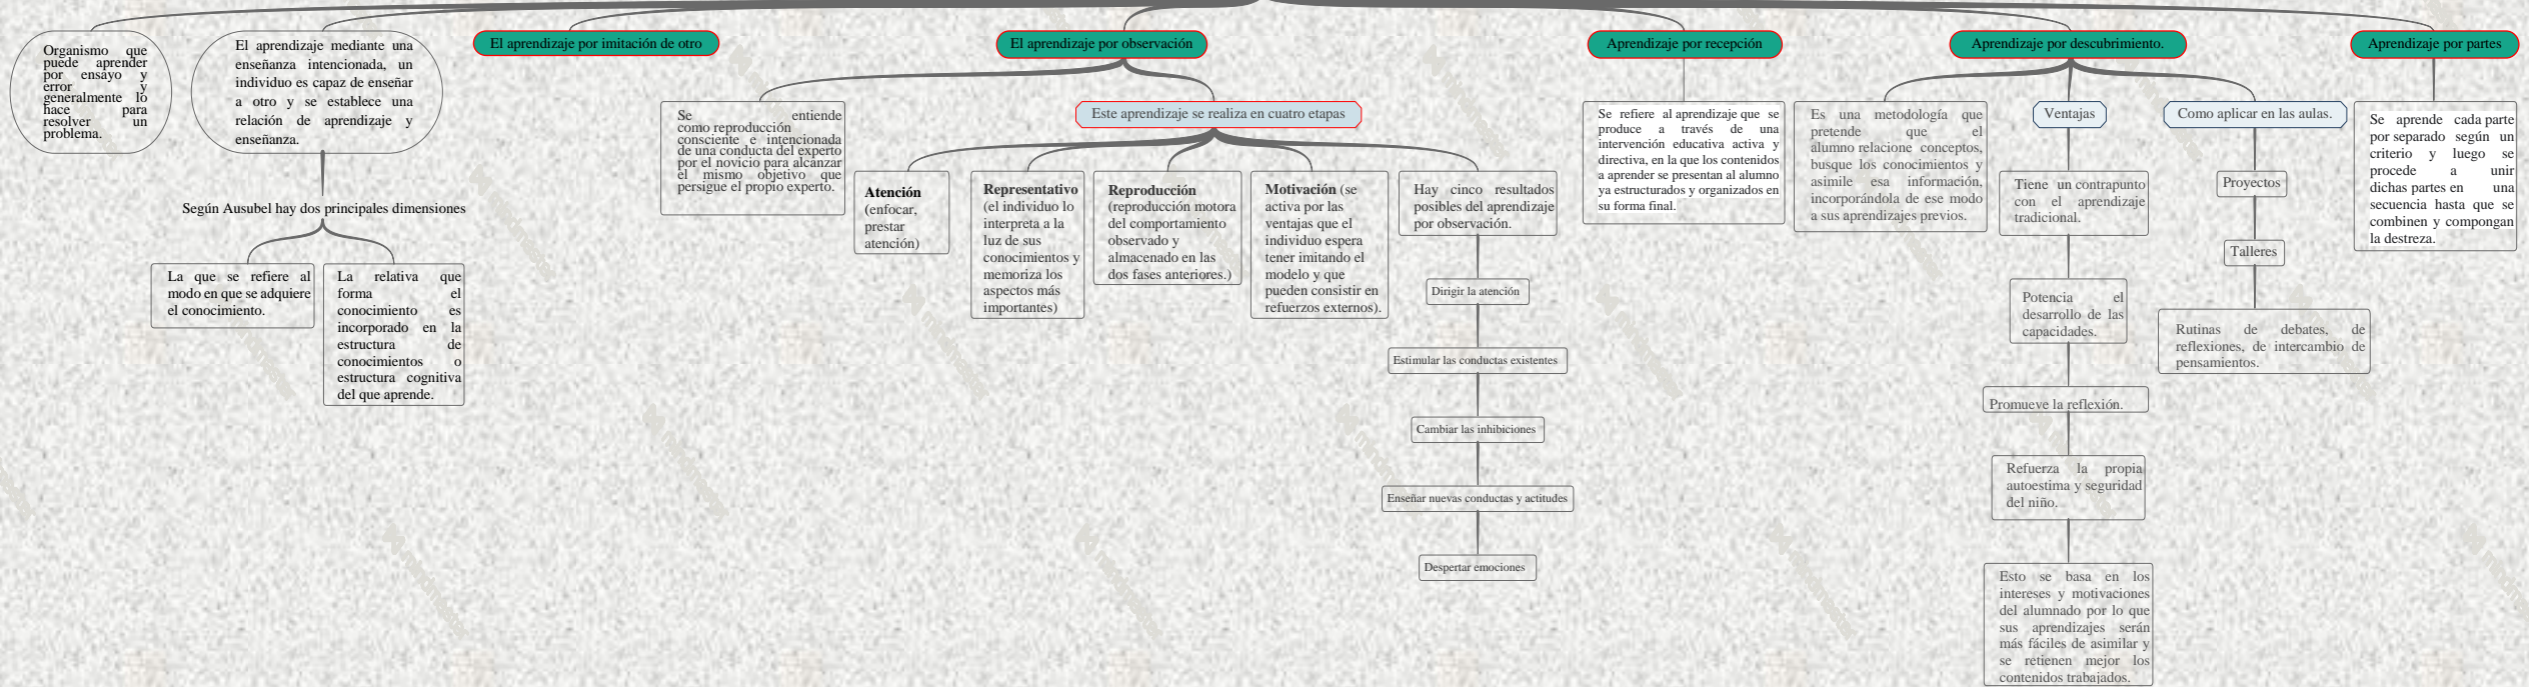 Organismo que
puede aprender
por ensayo y
error y
generalmente lo
hace para
resolver un
problema.
El aprendizaje mediante una
enseñanza intencionada, un
individuo es capaz de enseñar
a otro y se establece una
relación de aprendizaje y
enseñanza.
Según Ausubel hay dos principales dimensiones
La que se refiere al
modo en que se adquiere
el conocimiento.
La relativa que
forma el
conocimiento es
incorporado en la
estructura de
conocimientos o
estructura cognitiva
del que aprende.
El aprendizaje por imitación de otro
El aprendizaje por observación
Se entiende
como reproducción
consciente e intencionada
de una conducta del experto
por el novicio para alcanzar
el mismo objetivo que
persigue el propio experto.
Este aprendizaje se realiza en cuatro etapas
Atención
(enfocar,
prestar
atención)
Representativo
(el individuo lo
interpreta a la
luz de sus
conocimientos y
memoriza los
aspectos más
importantes)
Reproducción
(reproducción motora
del comportamiento
observado y
almacenado en las
dos fases anteriores.)
Motivación (se
activa por las
ventajas que el
individuo espera
tener imitando el
modelo y que
pueden consistir en
refuerzos externos).
Hay cinco resultados
posibles del aprendizaje
por observación.
Dirigir la atención
Estimular las conductas existentes
Cambiar las inhibiciones
Enseñar nuevas conductas y actitudes
Despertar emociones
Aprendizaje por recepción
Se refiere al aprendizaje que se
produce a través de una
intervención educativa activa y
directiva, en la que los contenidos
a aprender se presentan al alumno
ya estructurados y organizados en
su forma final.
Aprendizaje por descubrimiento.
Es una metodología que
pretende que el
alumno relacione conceptos,
busque los conocimientos y
asimile esa información,
incorporándola de ese modo
a sus aprendizajes previos.
Ventajas
Tiene un contrapunto
con el aprendizaje
tradicional.
Potencia el
desarrollo de las
capacidades.
Promueve la reflexión.
Refuerza la propia
autoestima y seguridad
del niño.
Esto se basa en los
intereses y motivaciones
del alumnado por lo que
sus aprendizajes serán
más fáciles de asimilar y
se retienen mejor los
contenidos trabajados.
Como aplicar en las aulas.
Proyectos
Talleres
Rutinas de debates, de
reflexiones, de intercambio de
pensamientos.
Aprendizaje por partes
Se aprende cada parte
por separado según un
criterio y luego se
procede a unir
dichas partes en una
secuencia hasta que se
combinen y compongan
la destreza.